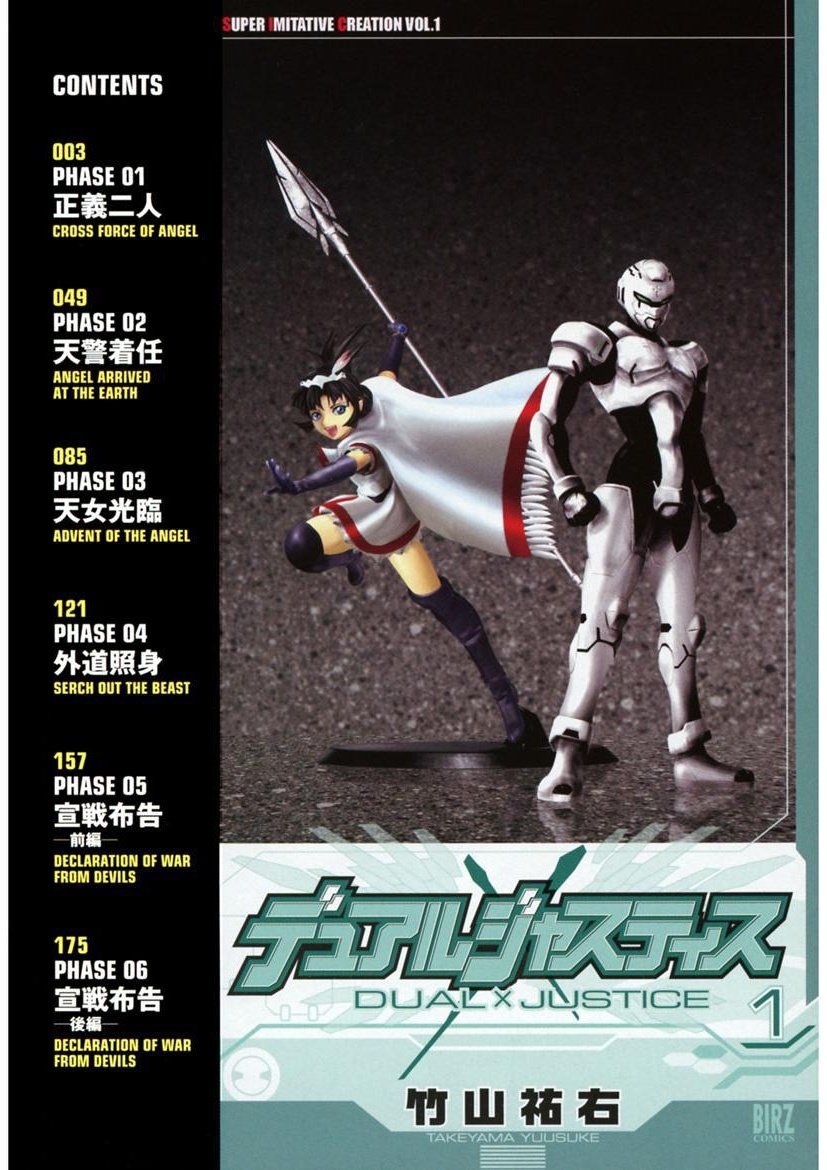 SUPER IMITATIVE CREATION VOL.1
CONTENTS
003
PHASE 01
正義二人
CROSS FORCE OF ANGEL
049
PHASE 02
天警着任
ANGEL ARRIVED
AT THE EARTH
085
PHASE 03
天女光臨
ADVENT OF THE ANGEL
121
PHASE 04
外道照身
SERCH OUT THE BEAST
157
PHASE 05
宣戦布告
―前編―
DECLARATION OF WAR
FROM DEVILS
175
PHASE 06
宣戦布告
―後編―
DECLARATION OF WAR
FROM DEVILS
デュアルジャスティス
DUAL×JUSTICE
1
竹山祐右
TAKEYAMA YUUSUKE
BIRZ
COMICS